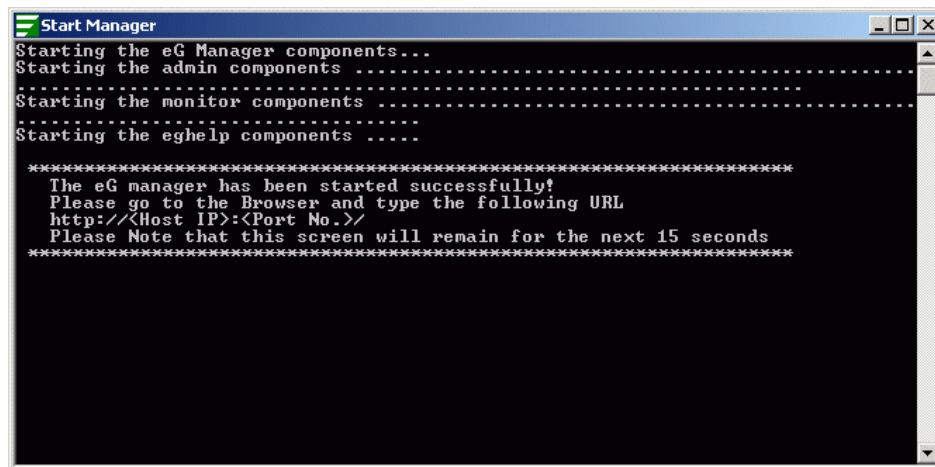 Start Manager
Starting the eG Manager components...
Starting the admin components ..................................................
......................................................................
Starting the monitor components ................................................
....................................
Starting the eghelp components .....
********************************************************************
The eG manager has been started successfully!
Please go to the Browser and type the following URL
http://<Host IP>:<Port No.>/
Please Note that this screen will remain for the next 15 seconds
********************************************************************